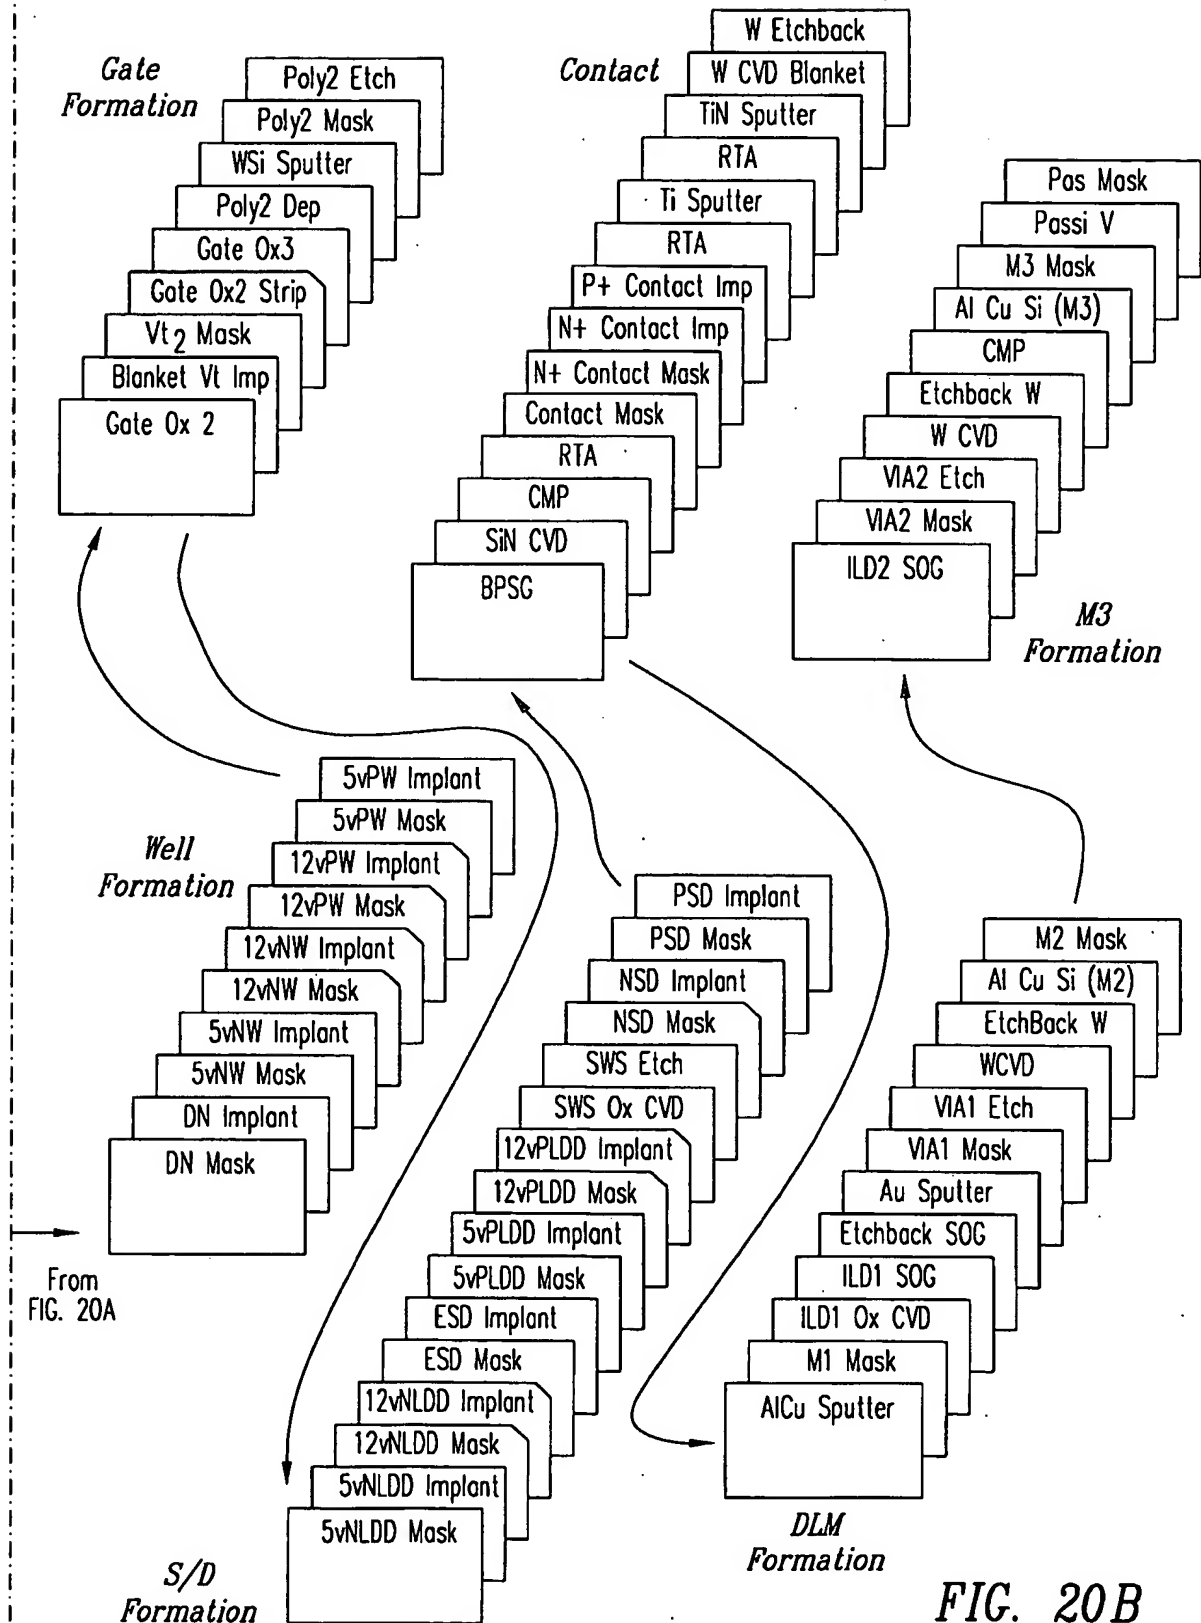 Gate
Formation
Poly2 Etch
Poly2 Mask
WSi Sputter
Poly2 Dep
Gate Ox3
Gate Ox2 Strip
Vt2 Mask
Blanket Vt Imp
Gate Ox 2
Contact
W Etchback
W CVD Blanket
TiN Sputter
RTA
Ti Sputter
RTA
P+ Contact Imp
N+ Contact Imp
N+ Contact Mask
Contact Mask
RTA
CMP
SiN CVD
BPSG
Pas Mask
Passi V
M3 Mask
Al Cu Si (M3)
CMP
Etchback W
W CVD
VIA2 Etch
VIA2 Mask
ILD2 SOG
M3
Formation
Well
Formation
5vPW Implant
5vPW Mask
12vPW Implant
12vPW Mask
12vNW Implant
12vNW Mask
5vNW Implant
5vNW Mask
DN Implant
DN Mask
From
FIG. 20A
PSD Implant
PSD Mask
NSD Implant
NSD Mask
SWS Etch
SWS Ox CVD
12vPLDD Implant
12vPLDD Mask
5vPLDD Implant
5vPLDD Mask
ESD Implant
ESD Mask
12vNLDD Implant
12vNLDD Mask
5vNLDD Implant
5vNLDD Mask
S/D
Formation
M2 Mask
Al Cu Si (M2)
EtchBack W
WCVD
VIA1 Etch
VIA1 Mask
Au Sputter
Etchback SOG
ILD1 SOG
ILD1 Ox CVD
M1 Mask
AlCu Sputter
DLM
Formation
FIG. 20B